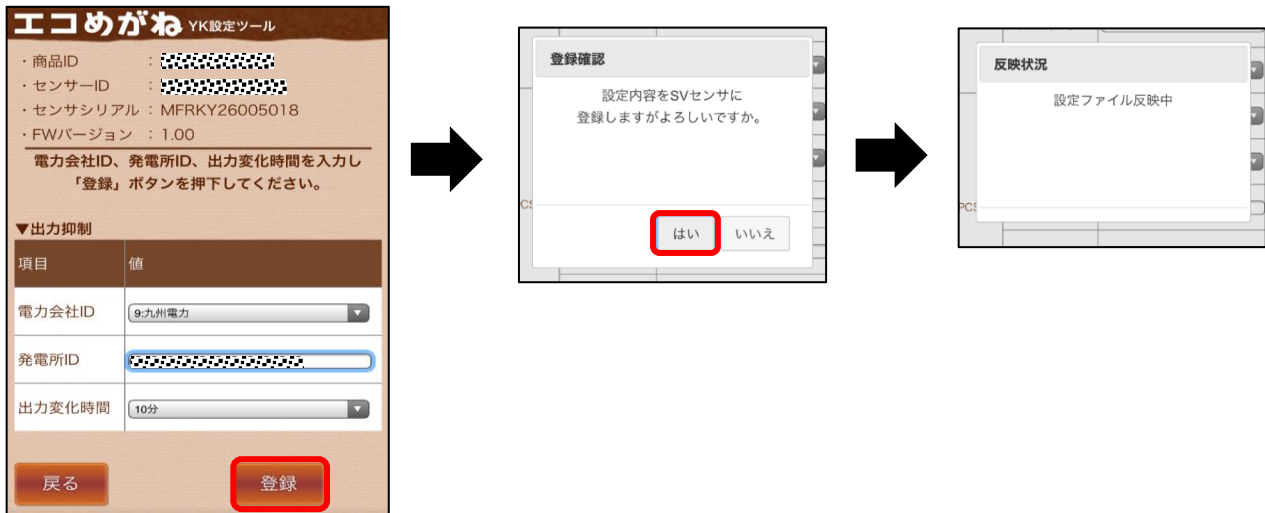 エコめがね YK設定ツール
・商品ID :
・センサーID :
・センサシリアル : MFRKY26005018
・FWバージョン : 1.00
電力会社ID、発電所ID、出力変化時間を入力し
「登録」ボタンを押下してください。
▼出力抑制
項目 値
電力会社ID 9:九州電力
発電所ID
出力変化時間 10分
戻る 登録
登録確認
設定内容をSVセンサに
登録しますがよろしいですか。
はい いいえ
反映状況
設定ファイル反映中
PCS